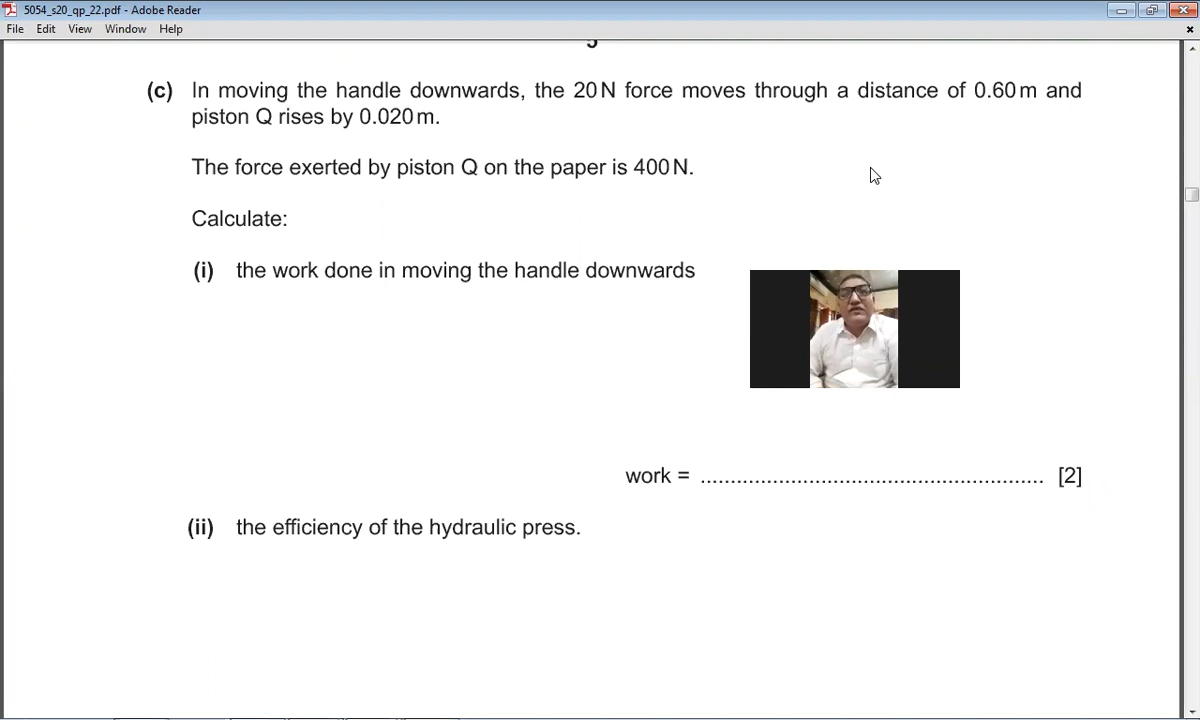 5054_s20_qp_22.pdf - Adobe Reader
File Edit View Window Help
5
(c) In moving the handle downwards, the 20 N force moves through a distance of 0.60 m and
piston Q rises by 0.020 m.
The force exerted by piston Q on the paper is 400 N.
Calculate:
(i) the work done in moving the handle downwards
work = .......................................................... [2]
(ii) the efficiency of the hydraulic press.